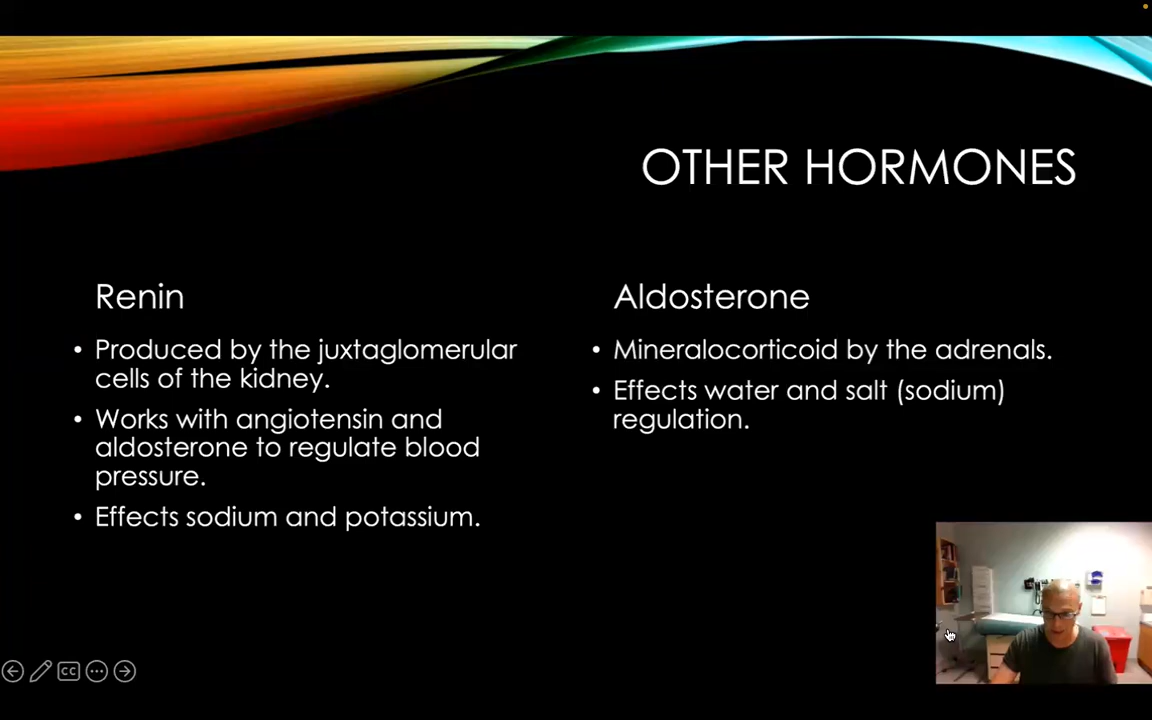 OTHER HORMONES
Renin
• Produced by the juxtaglomerular
cells of the kidney.
• Works with angiotensin and
aldosterone to regulate blood
pressure.
• Effects sodium and potassium.
Aldosterone
• Mineralocorticoid by the adrenals.
• Effects water and salt (sodium)
regulation.
CC